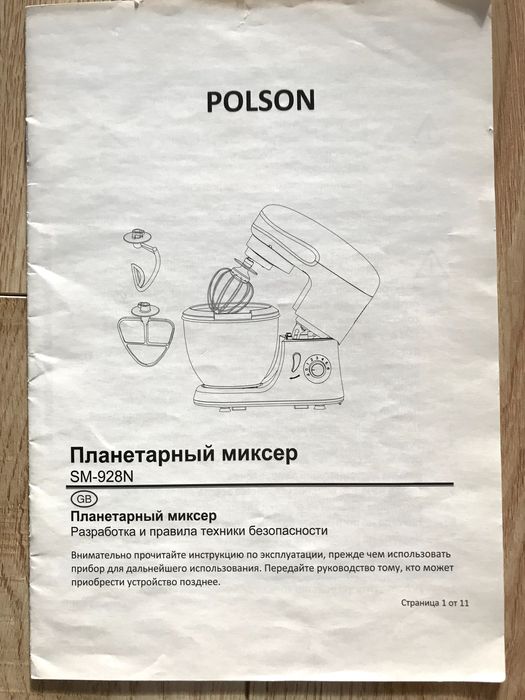 POLSON
Планетарный миксер
SM-928N
GB
Планетарный миксер
Разработка и правила техники безопасности
Внимательно прочитайте инструкцию по эксплуатации, прежде чем использовать
прибор для дальнейшего использования. Передайте руководство тому, кто может
приобрести устройство позднее.
Страница 1 от 11